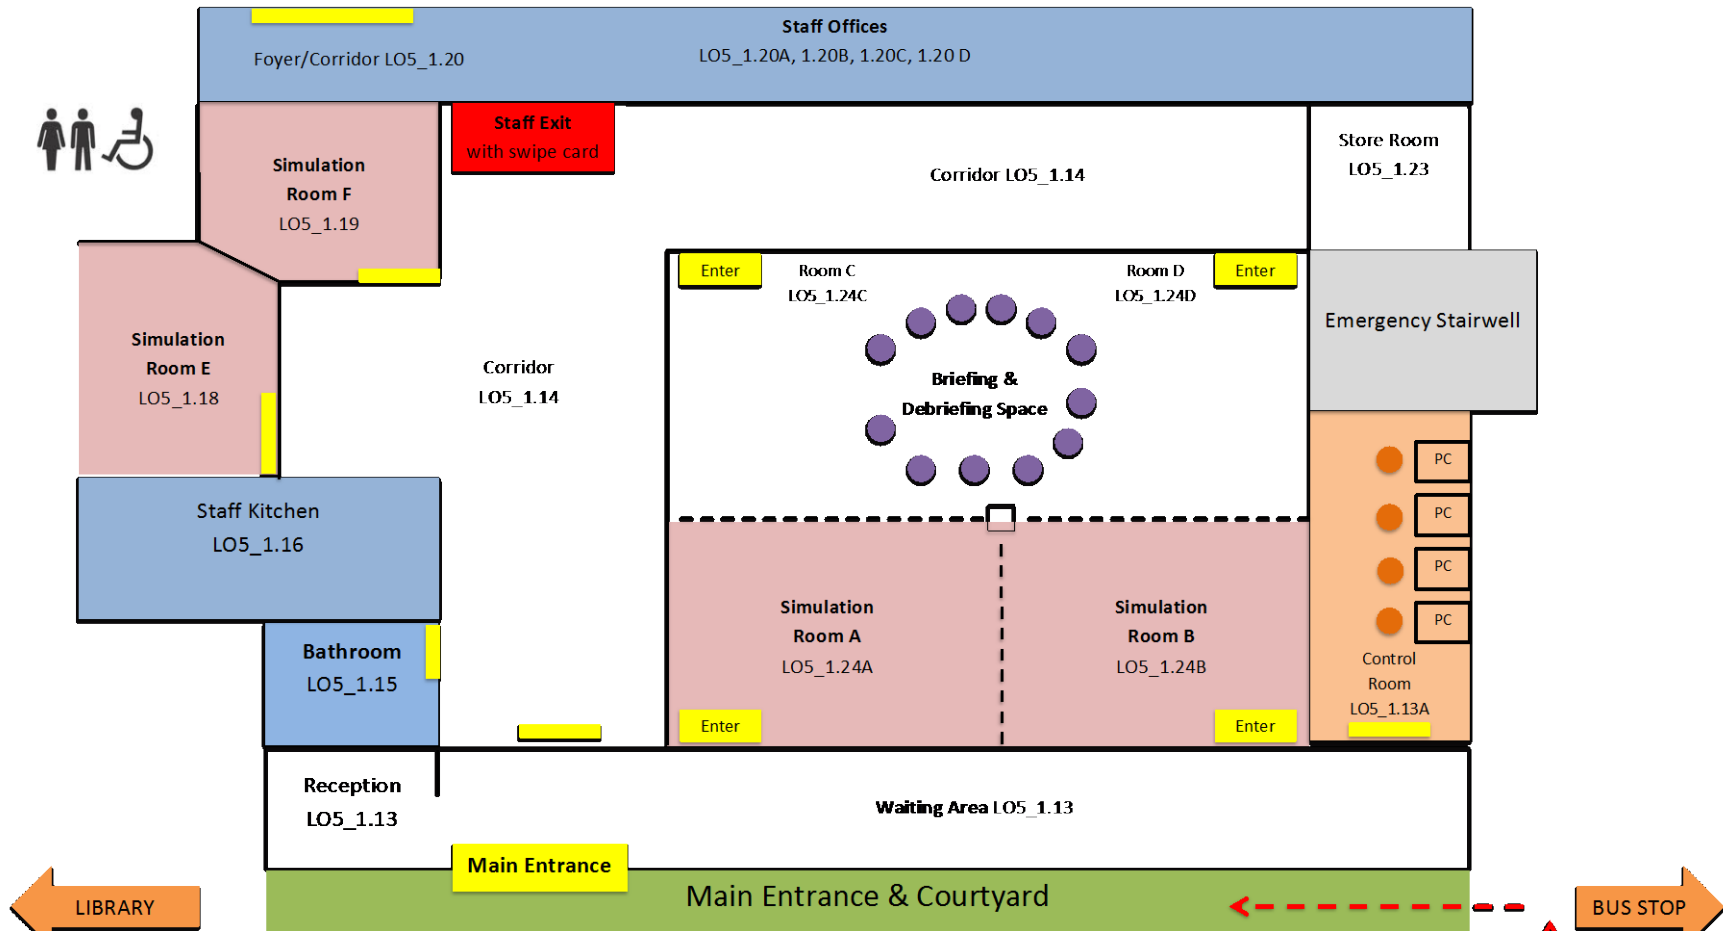 Staff Offices
Foyer/Corridor LO5_1.20
LO5_1.20A, 1.20B, 1.20C, 1.20 D
Staff Exit
with swipe card
Simulation
Room F
LO5_1.19
Corridor LO5_1.14
Store Room
LO5_1.23
Enter
Room C
LO5_1.24C
Room D
LO5_1.24D
Enter
Emergency Stairwell
Simulation
Room E
LO5_1.18
Corridor
LO5_1.14
Briefing &
Debriefing Space
PC
PC
PC
PC
Staff Kitchen
LO5_1.16
Simulation
Room A
LO5_1.24A
Simulation
Room B
LO5_1.24B
Bathroom
LO5_1.15
Control
Room
LO5_1.13A
Enter
Enter
Reception
LO5_1.13
Waiting Area LO5_1.13
Main Entrance
Main Entrance & Courtyard
LIBRARY
BUS STOP